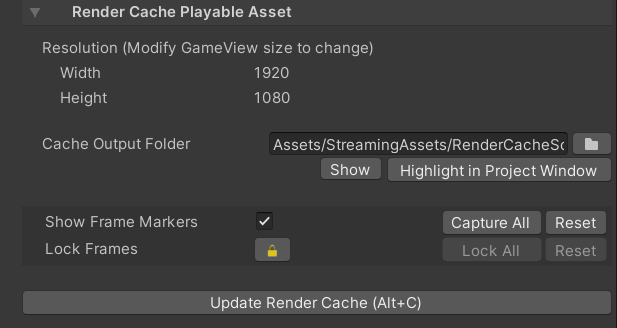 Render Cache Playable Asset
Resolution (Modify GameView size to change)
Width 1920
Height 1080
Cache Output Folder Assets/StreamingAssets/RenderCacheSc
Show Highlight in Project Window
Show Frame Markers Capture All Reset
Lock Frames Lock All Reset
Update Render Cache (Alt+C)